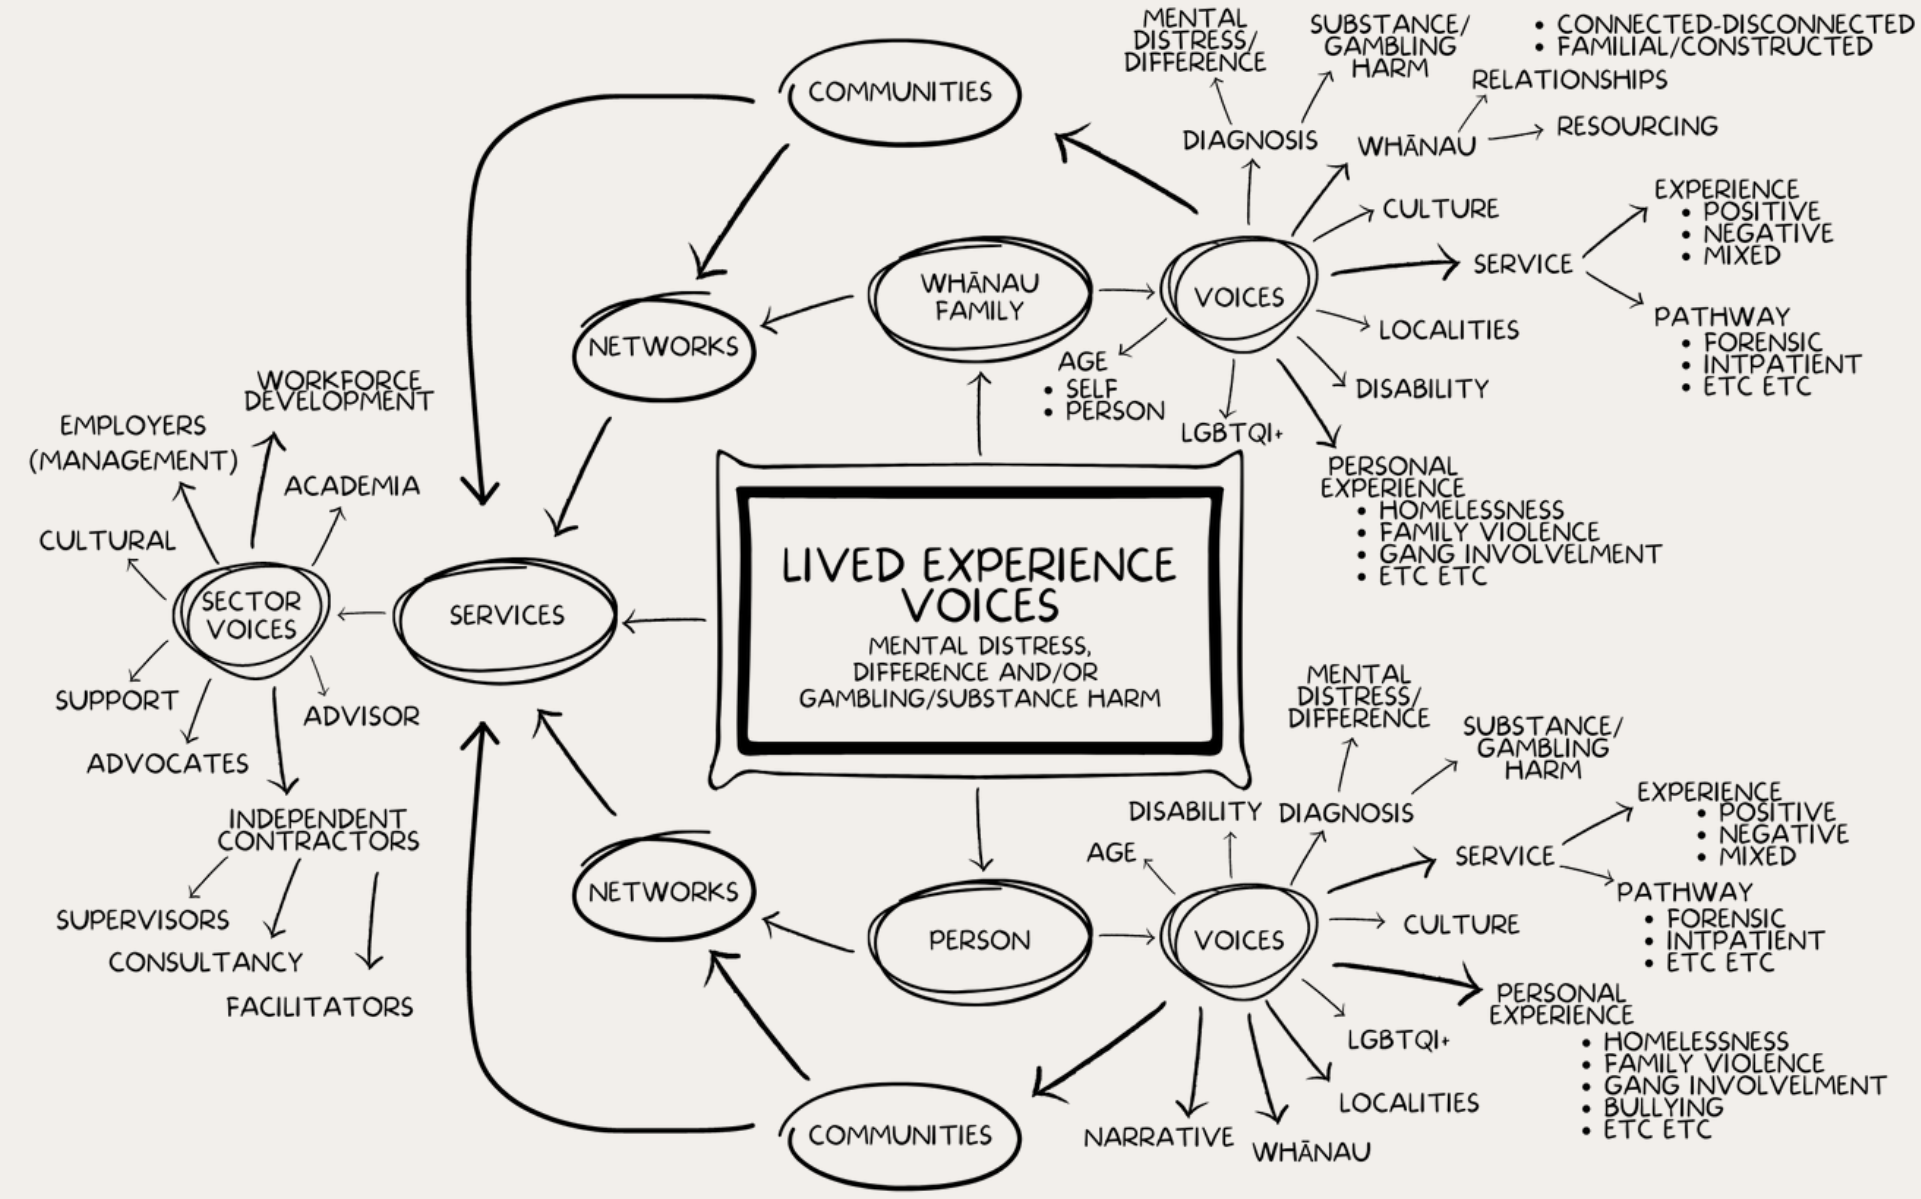 MENTAL
DISTRESS/
DIFFERENCE
SUBSTANCE/
GAMBLING
HARM
• CONNECTED-DISCONNECTED
• FAMILIAL/CONSTRUCTED
RELATIONSHIPS
RESOURCING
DIAGNOSIS
WHĀNAU
COMMUNITIES
CULTURE
EXPERIENCE
• POSITIVE
• NEGATIVE
• MIXED
SERVICE
WHĀNAU
FAMILY
VOICES
NETWORKS
LOCALITIES
PATHWAY
• FORENSIC
• INTPATIENT
• ETC ETC
AGE
• SELF
• PERSON
DISABILITY
LGBTQI+
PERSONAL
EXPERIENCE
• HOMELESSNESS
• FAMILY VIOLENCE
• GANG INVOLVELMENT
• ETC ETC
WORKFORCE
DEVELOPMENT
EMPLOYERS
(MANAGEMENT)
ACADEMIA
CULTURAL
SECTOR
VOICES
SERVICES
SUPPORT
ADVISOR
ADVOCATES
INDEPENDENT
CONTRACTORS
SUPERVISORS
CONSULTANCY
FACILITATORS
LIVED EXPERIENCE
VOICES
MENTAL DISTRESS,
DIFFERENCE AND/OR
GAMBLING/SUBSTANCE HARM
MENTAL
DISTRESS/
DIFFERENCE
SUBSTANCE/
GAMBLING
HARM
DISABILITY
DIAGNOSIS
AGE
EXPERIENCE
• POSITIVE
• NEGATIVE
• MIXED
SERVICE
PATHWAY
• FORENSIC
• INTPATIENT
• ETC ETC
NETWORKS
PERSON
VOICES
CULTURE
PERSONAL
EXPERIENCE
• HOMELESSNESS
• FAMILY VIOLENCE
• GANG INVOLVELMENT
• BULLYING
• ETC ETC
LGBTQI+
LOCALITIES
COMMUNITIES
NARRATIVE
WHĀNAU